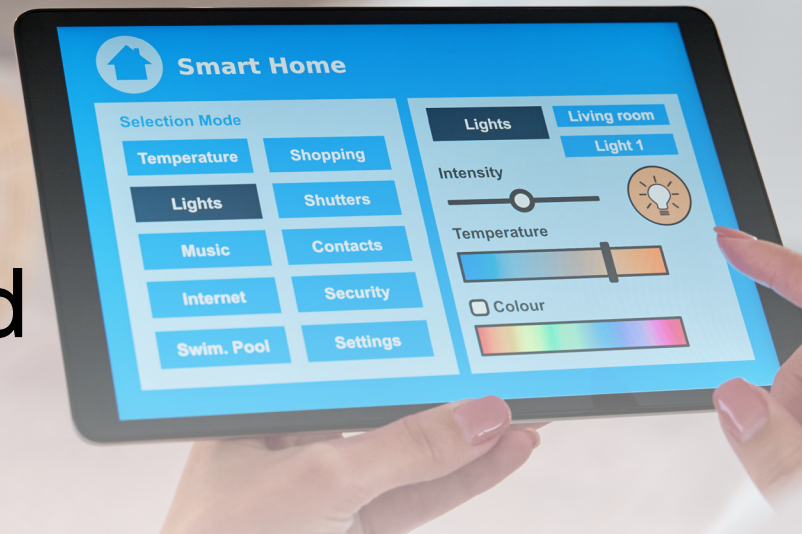 Smart Home
Selection Mode
Temperature
Shopping
Lights
Shutters
Music
Contacts
Internet
Security
Swim. Pool
Settings
Lights
Living room
Light 1
Intensity
Temperature
Colour
d